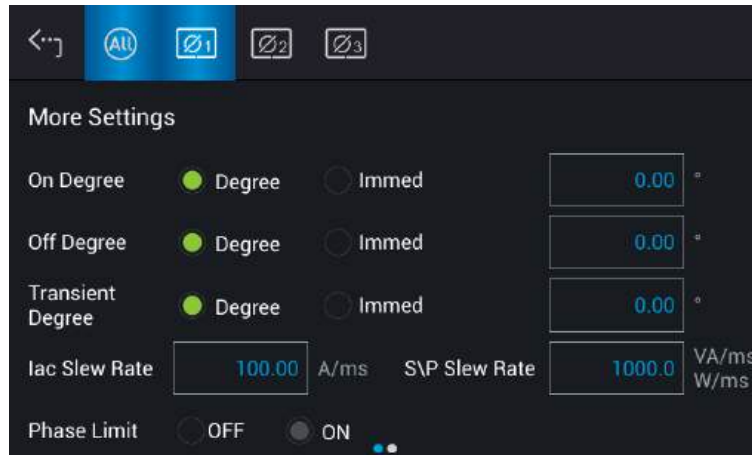 All Ø1 Ø2 Ø3
More Settings
On Degree Degree Immed 0.00 °
Off Degree Degree Immed 0.00 °
Transient
Degree Degree Immed 0.00 °
Iac Slew Rate 100.00 A/ms S\P Slew Rate 1000.0 VA/ms
W/ms
Phase Limit OFF ON